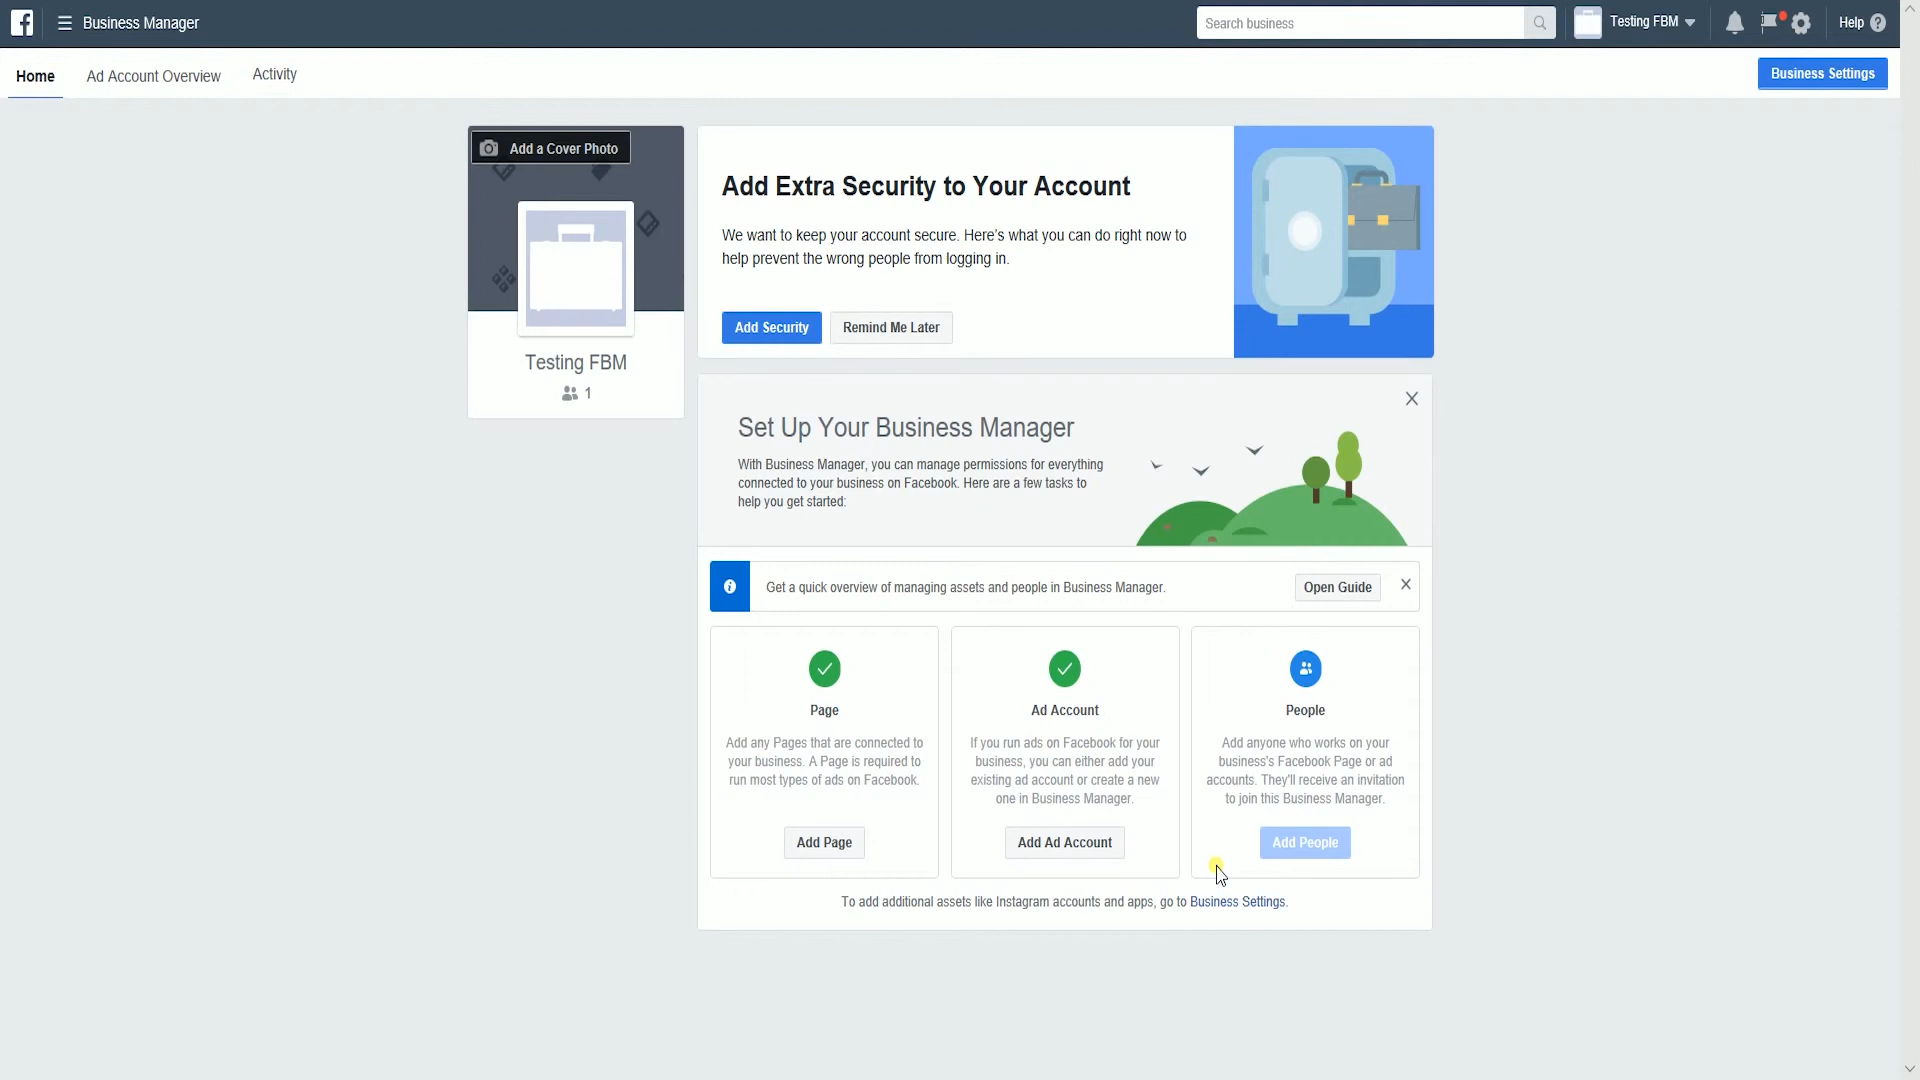 Business Manager
Search business
Testing FBM
Help
Home
Ad Account Overview
Activity
Business Settings
Add a Cover Photo
Testing FBM
1
Add Extra Security to Your Account
We want to keep your account secure. Here's what you can do right now to
help prevent the wrong people from logging in.
Add Security
Remind Me Later
Set Up Your Business Manager
With Business Manager, you can manage permissions for everything
connected to your business on Facebook. Here are a few tasks to
help you get started:
Get a quick overview of managing assets and people in Business Manager.
Open Guide
Page
Add any Pages that are connected to
your business. A Page is required to
run most types of ads on Facebook.
Add Page
Ad Account
If you run ads on Facebook for your
business, you can either add your
existing ad account or create a new
one in Business Manager.
Add Ad Account
People
Add anyone who works on your
business's Facebook Page or ad
accounts. They'll receive an invitation
to join this Business Manager.
Add People
To add additional assets like Instagram accounts and apps, go to Business Settings.